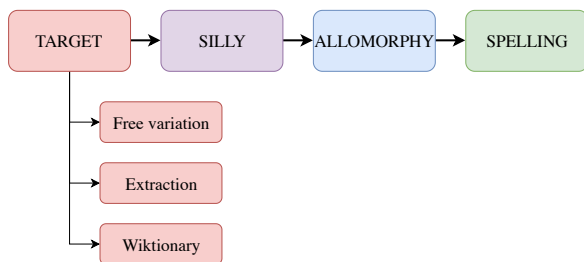 TARGET
SILLY
ALLOMORPHY
SPELLING
Free variation
Extraction
Wiktionary